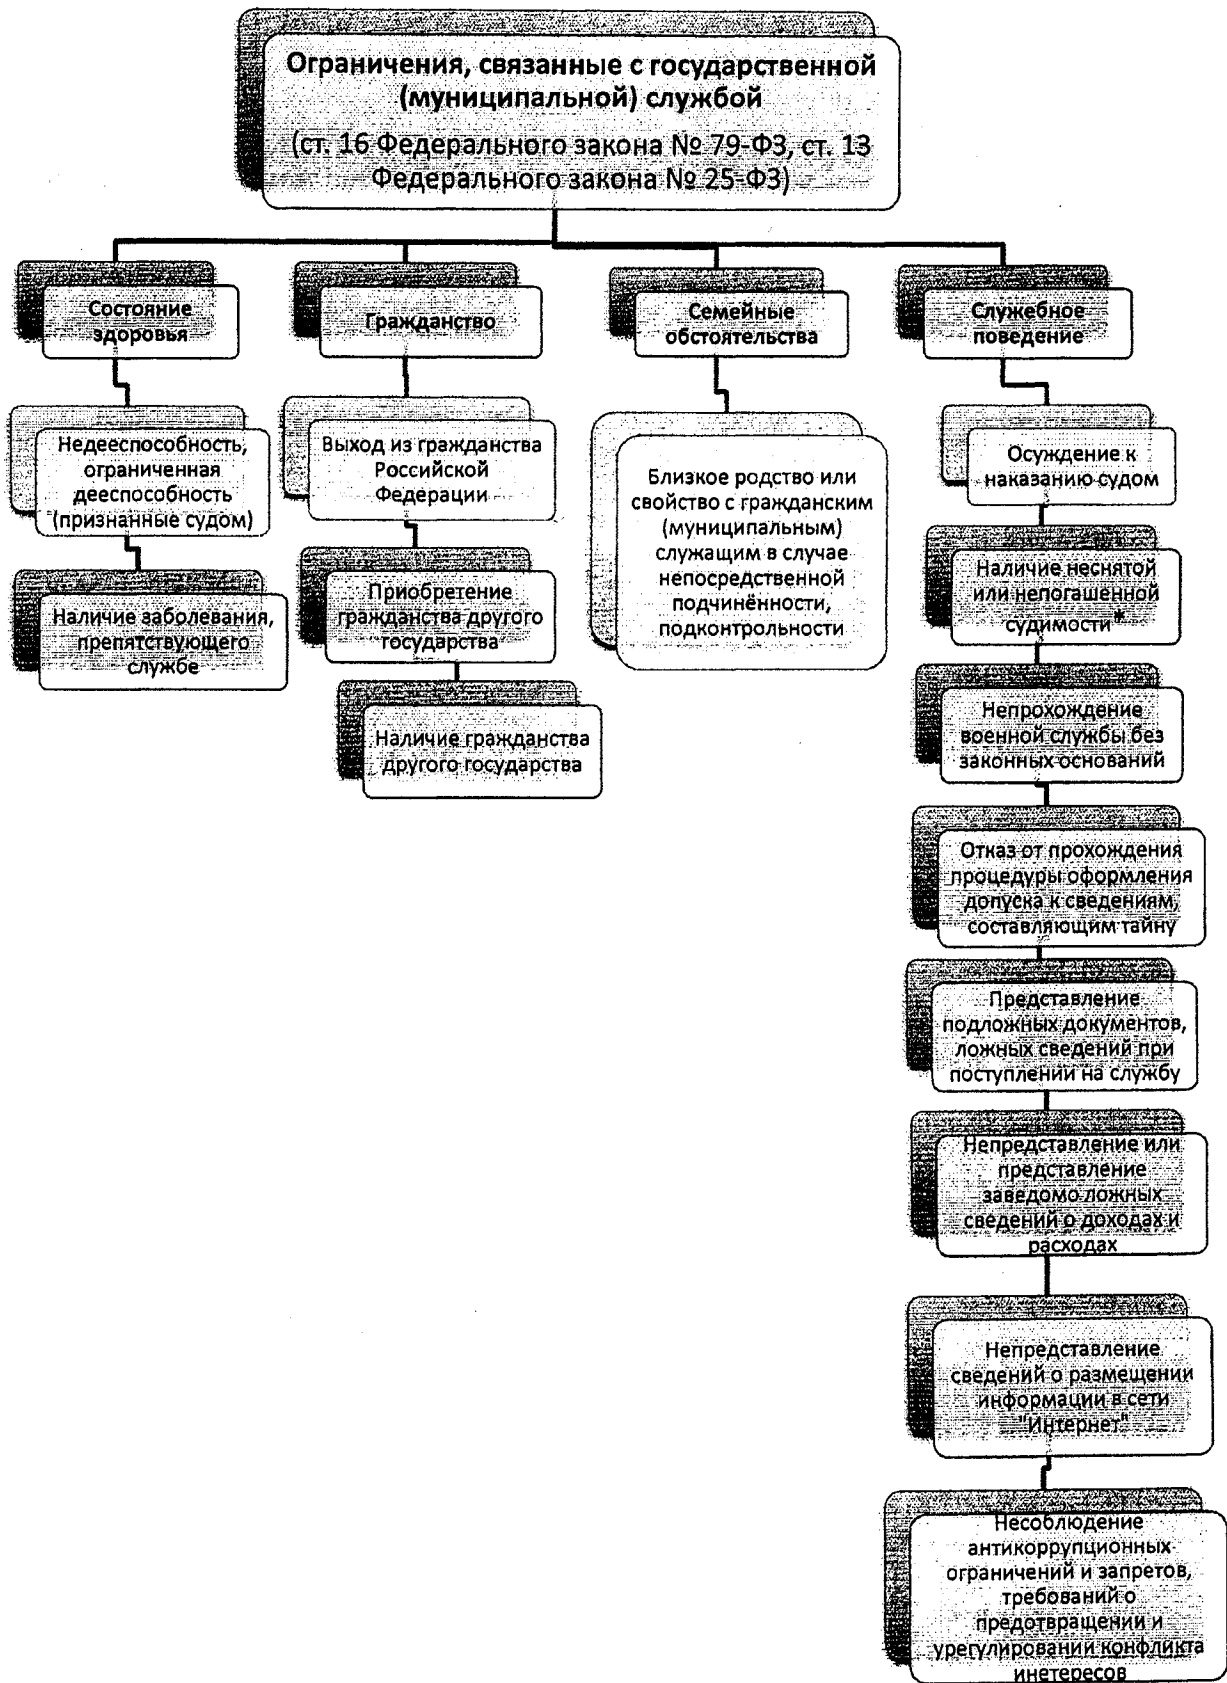 Ограничения, связанные с государственной
(муниципальной) службой
(ст. 16 Федерального закона № 79-ФЗ, ст. 13
Федерального закона № 25-ФЗ)
Состояние
здоровья
Недееспособность,
ограниченная
дееспособность
(признанные судом)
Наличие заболевания,
препятствующего
службе
Гражданство
Выход из гражданства
Российской
Федерации
Приобретение
гражданства другого
государства
Наличие гражданства
другого государства
Семейные
обстоятельства
Близкое родство или
свойство с гражданским
(муниципальным)
служащим в случае
непосредственной
подчинённости,
подконтрольности
Служебное
поведение
Осуждение к
наказанию судом
Наличие неснятой
или непогашенной
судимости*
Непрохождение
военной службы без
законных оснований
Отказ от прохождения
процедуры оформления
допуска к сведениям,
составляющим тайну
Представление
подложных документов,
ложных сведений при
поступлении на службу
Непредставление или
представление
заведомо ложных
сведений о доходах и
расходах
Непредставление
сведений о размещении
информации в сети
"Интернет"
Несоблюдение
антикоррупционных
ограничений и запретов,
требований о
предотвращении и
урегулировании конфликта
инетересов